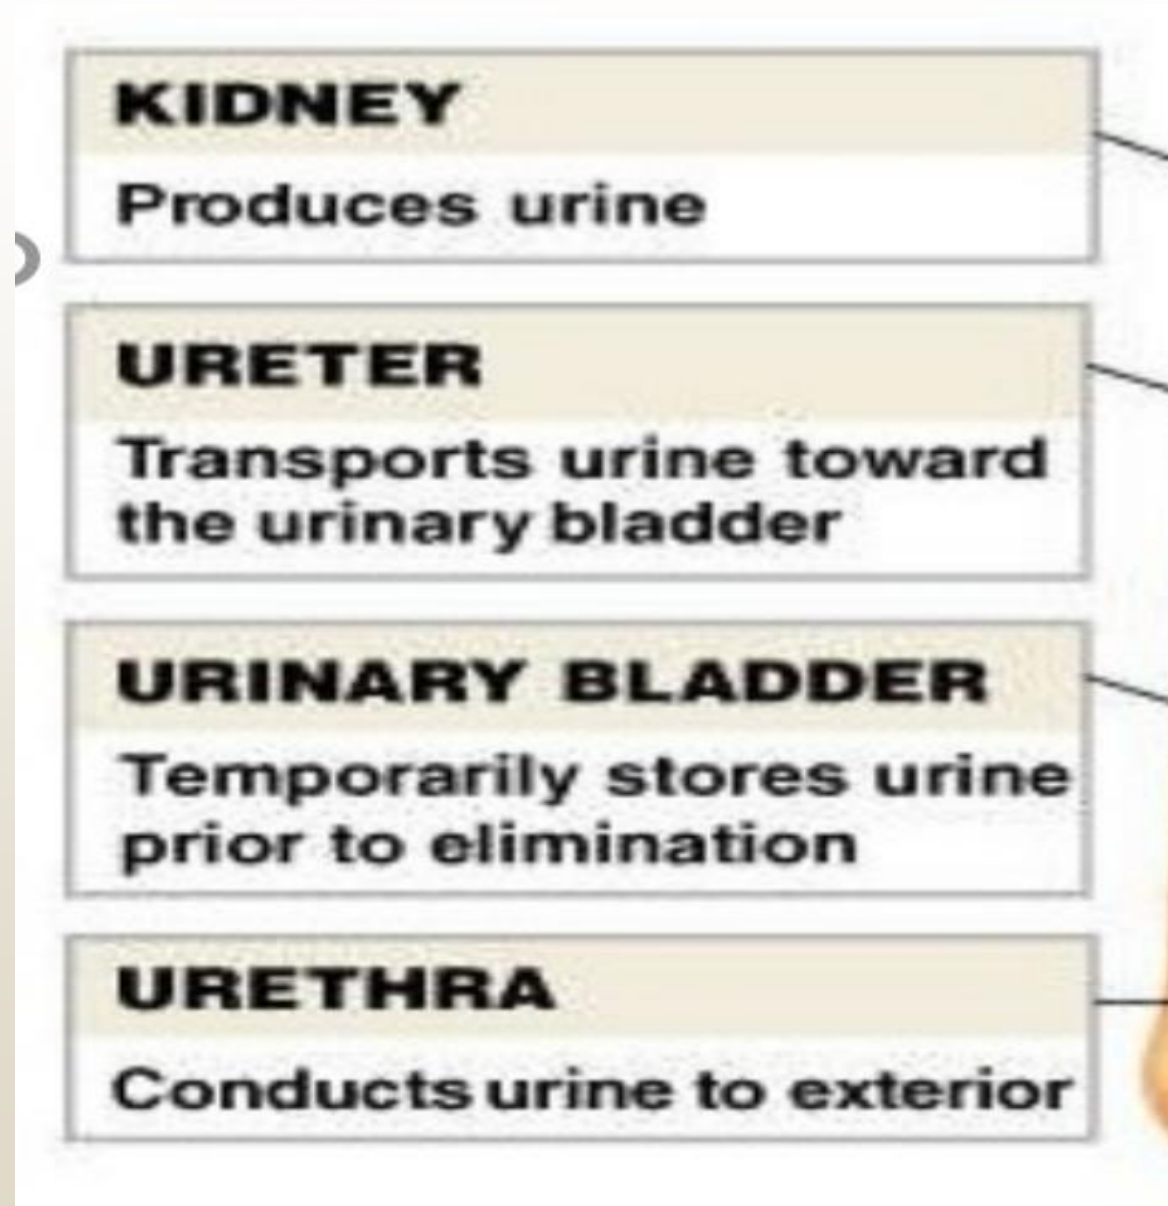 KIDNEY
Produces urine
URETER
Transports urine toward
the urinary bladder
URINARY BLADDER
Temporarily stores urine
prior to elimination
URETHRA
Conducts urine to exterior